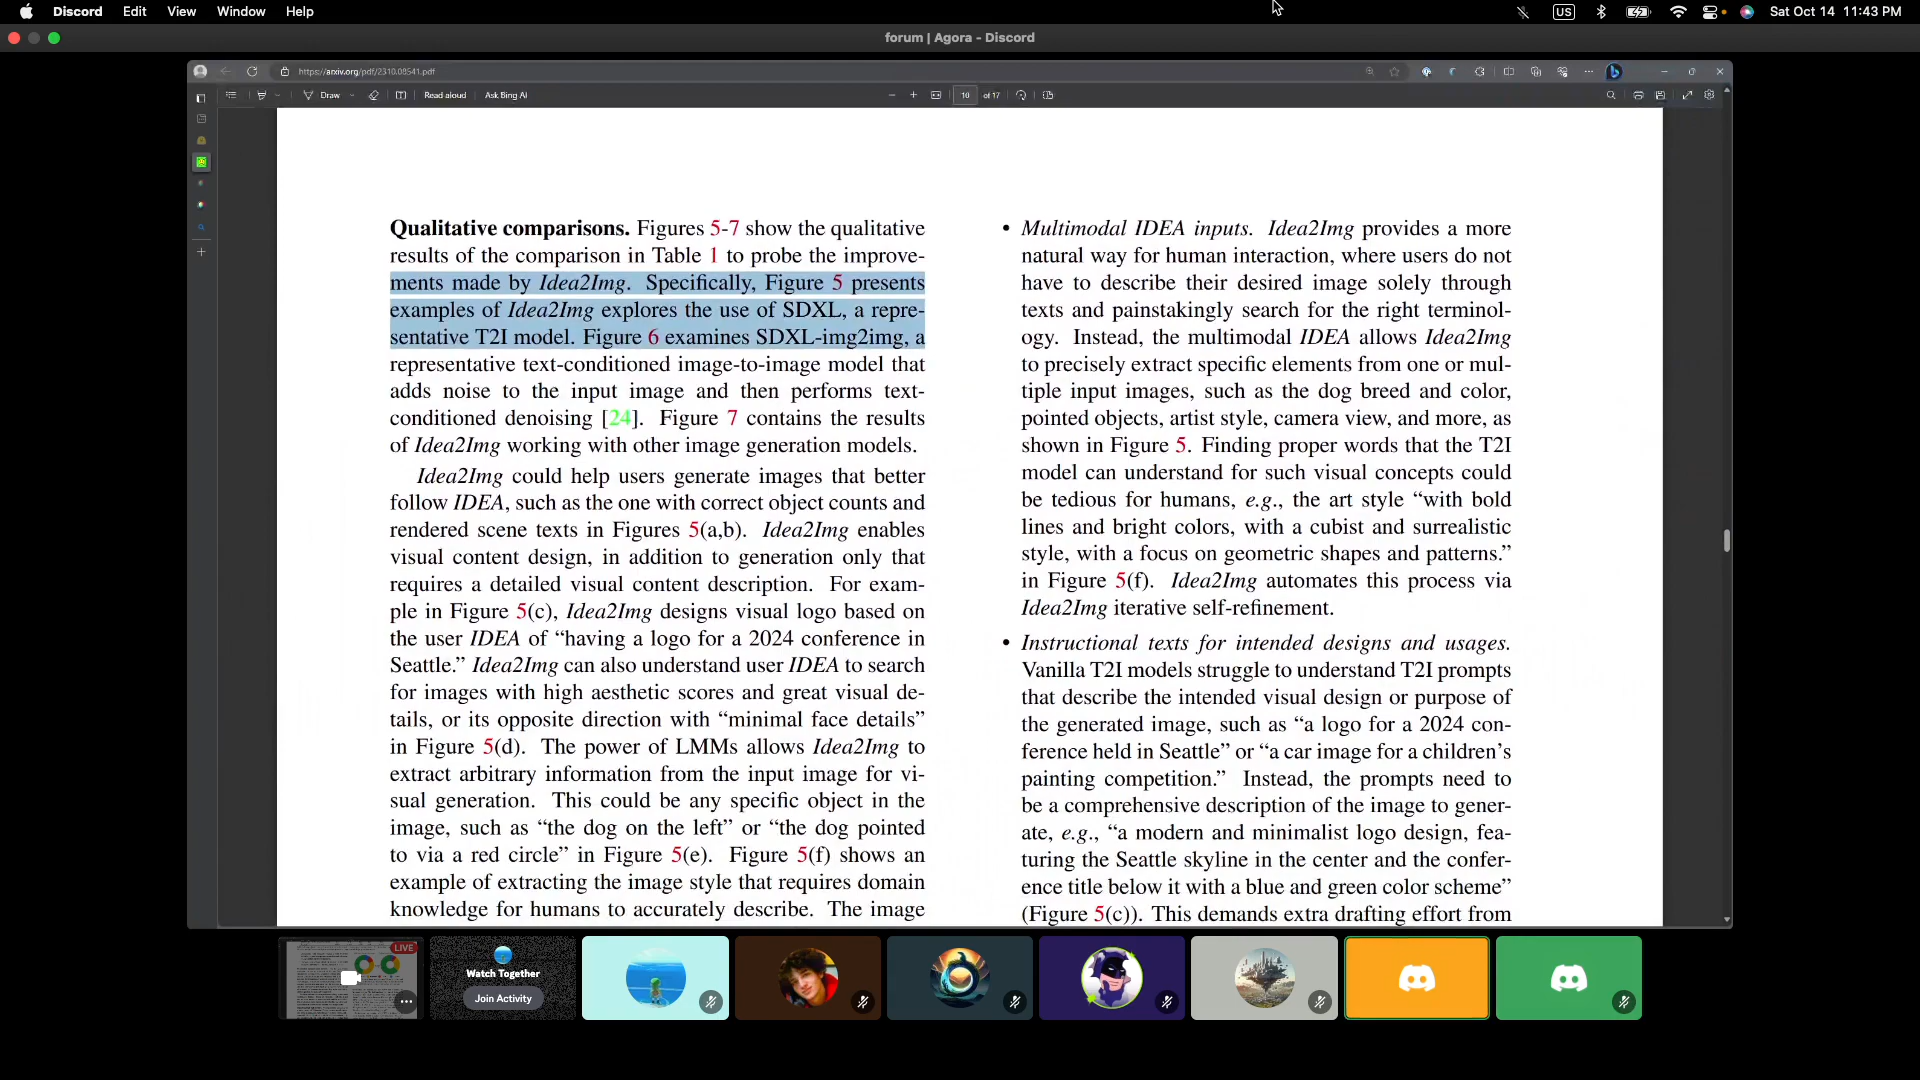 Discord Edit View Window Help
US
Sat Oct 14 11:43 PM
forum | Agora - Discord
https://arxiv.org/pdf/2310.08541.pdf
Draw Read aloud Ask Bing AI 10 of 17
Qualitative comparisons. Figures 5-7 show the qualitative
results of the comparison in Table 1 to probe the improve-
ments made by Idea2Img. Specifically, Figure 5 presents
examples of Idea2Img explores the use of SDXL, a repre-
sentative T2I model. Figure 6 examines SDXL-img2img, a
representative text-conditioned image-to-image model that
adds noise to the input image and then performs text-
conditioned denoising [24]. Figure 7 contains the results
of Idea2Img working with other image generation models.
Idea2Img could help users generate images that better
follow IDEA, such as the one with correct object counts and
rendered scene texts in Figures 5(a,b). Idea2Img enables
visual content design, in addition to generation only that
requires a detailed visual content description. For exam-
ple in Figure 5(c), Idea2Img designs visual logo based on
the user IDEA of “having a logo for a 2024 conference in
Seattle.” Idea2Img can also understand user IDEA to search
for images with high aesthetic scores and great visual de-
tails, or its opposite direction with “minimal face details”
in Figure 5(d). The power of LMMs allows Idea2Img to
extract arbitrary information from the input image for vi-
sual generation. This could be any specific object in the
image, such as “the dog on the left” or “the dog pointed
to via a red circle” in Figure 5(e). Figure 5(f) shows an
example of extracting the image style that requires domain
knowledge for humans to accurately describe. The image
• Multimodal IDEA inputs. Idea2Img provides a more
natural way for human interaction, where users do not
have to describe their desired image solely through
texts and painstakingly search for the right terminol-
ogy. Instead, the multimodal IDEA allows Idea2Img
to precisely extract specific elements from one or mul-
tiple input images, such as the dog breed and color,
pointed objects, artist style, camera view, and more, as
shown in Figure 5. Finding proper words that the T2I
model can understand for such visual concepts could
be tedious for humans, e.g., the art style “with bold
lines and bright colors, with a cubist and surrealistic
style, with a focus on geometric shapes and patterns.”
in Figure 5(f). Idea2Img automates this process via
Idea2Img iterative self-refinement.
• Instructional texts for intended designs and usages.
Vanilla T2I models struggle to understand T2I prompts
that describe the intended visual design or purpose of
the generated image, such as “a logo for a 2024 con-
ference held in Seattle” or “a car image for a children’s
painting competition.” Instead, the prompts need to
be a comprehensive description of the image to gener-
ate, e.g., “a modern and minimalist logo design, fea-
turing the Seattle skyline in the center and the confer-
ence title below it with a blue and green color scheme”
(Figure 5(c)). This demands extra drafting effort from
LIVE
Watch Together
Join Activity